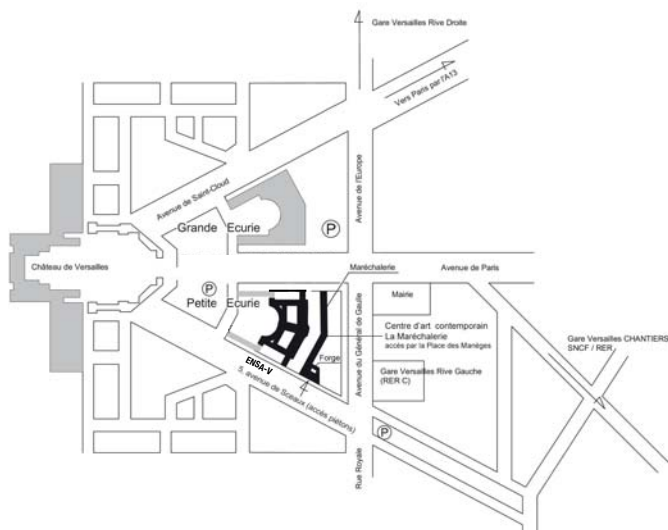 Gare Versailles Rive Droite
Vers Paris par l'A13
Avenue de l'Europe
Avenue de Saint-Cloud
Grande Ecurie
P
Château de Versailles
Maréchalerie
Avenue de Paris
P
Petite Ecurie
Mairie
Avenue du Général de Gaulle
Centre d'art contemporain
La Maréchalerie
accès par la Place des Manèges
Gare Versailles CHANTIERS
SNCF / RER
Forge
ENSA-V
Gare Versailles Rive Gauche
(RER C)
5, avenue de Sceaux (accès piétons)
P
Rue Royale